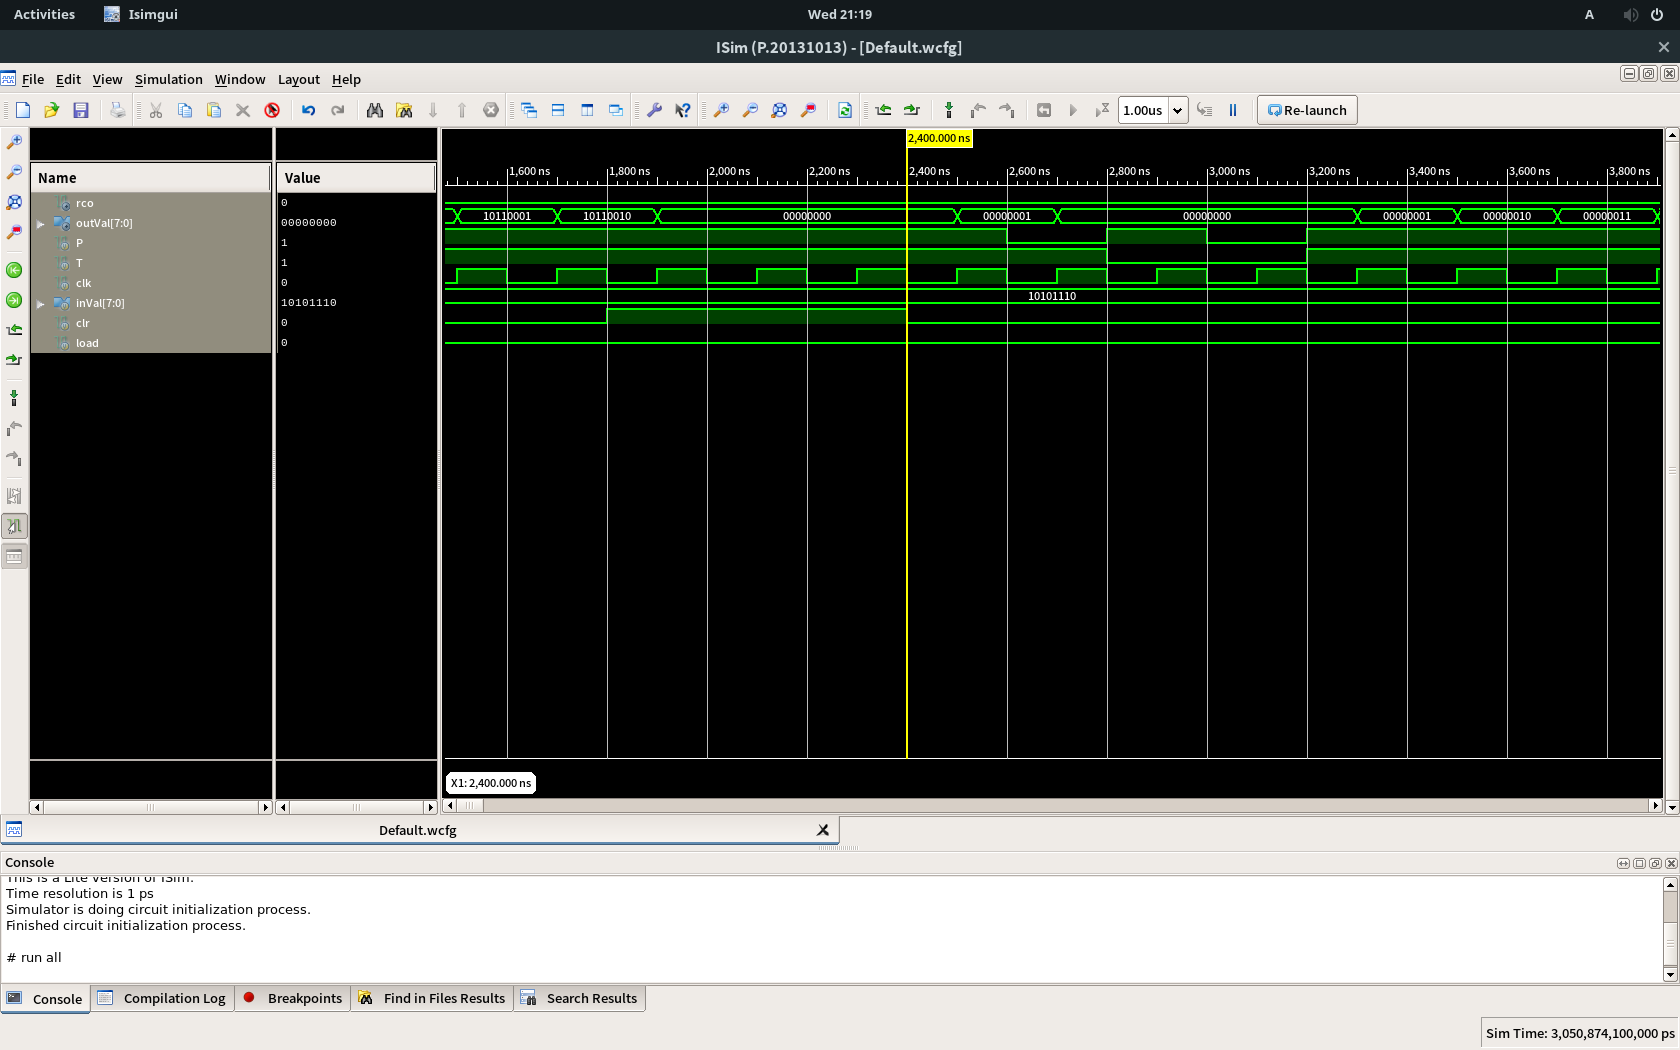 Activities Isimgui Wed 21:19 A
ISim (P.20131013) - [Default.wcfg]
File Edit View Simulation Window Layout Help
1.00us Re-launch
2,400.000 ns
Name Value
1,600 ns 1,800 ns 2,000 ns 2,200 ns 2,400 ns 2,600 ns 2,800 ns 3,000 ns 3,200 ns 3,400 ns 3,600 ns 3,800 ns
rco 0
outVal[7:0] 00000000 10110001 10110010 00000000 00000001 00000000 00000001 00000010 00000011
P 1
T 1
clk 0
inVal[7:0] 10101110 10101110
clr 0
load 0
X1: 2,400.000 ns
Default.wcfg
Console
This is a Lite version of ISim.
Time resolution is 1 ps
Simulator is doing circuit initialization process.
Finished circuit initialization process.
# run all
Console Compilation Log Breakpoints Find in Files Results Search Results
Sim Time: 3,050,874,100,000 ps